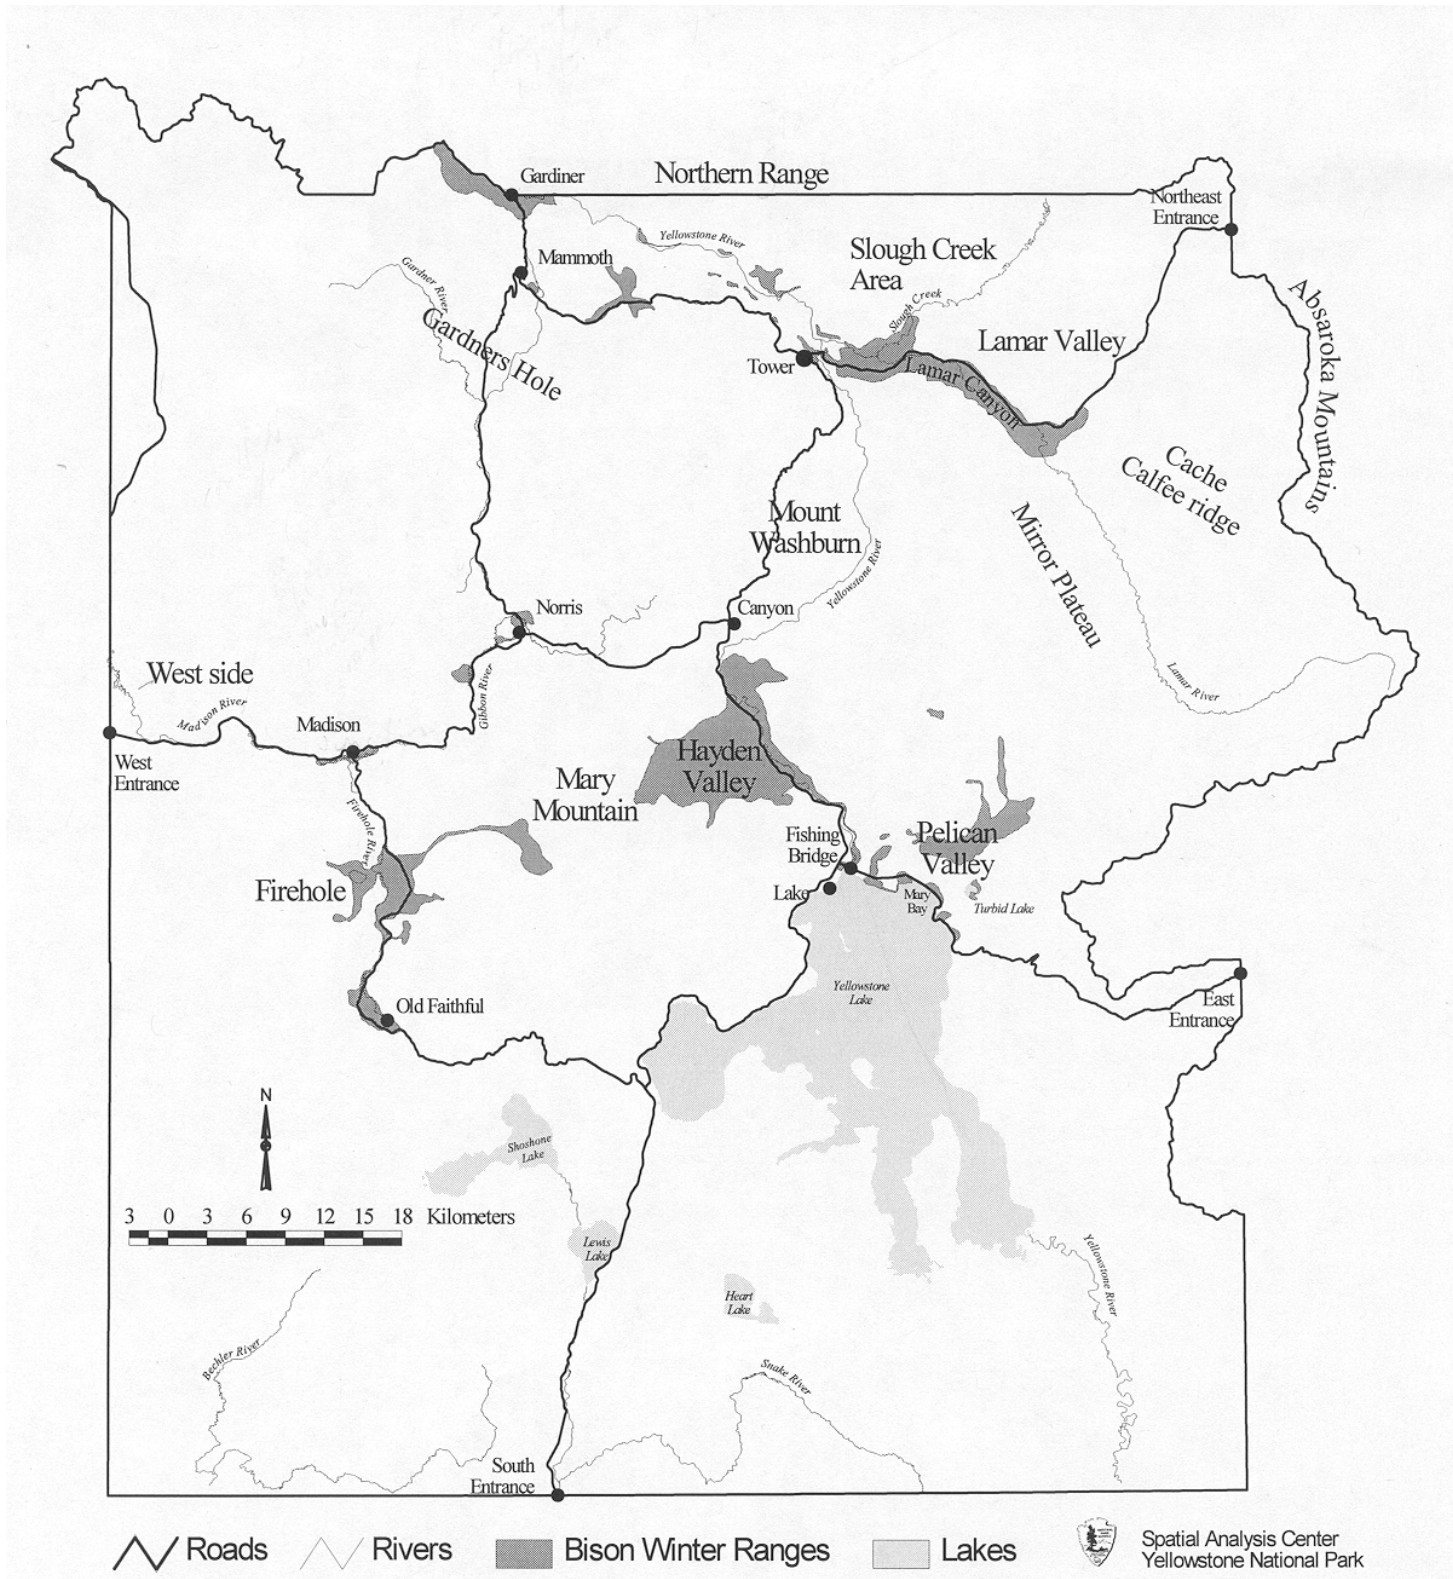 Gardiner
Northern Range
Northeast
Entrance
Yellowstone River
Slough Creek
Area
Mammoth
Gardner River
Slough Creek
Absaroka Mountains
Gardners Hole
Lamar Valley
Tower
Lamar Canyon
Cache
Calfee ridge
Mount
Washburn
Mirror Plateau
Yellowstone River
Norris
Canyon
West side
Madison River
Gibbon River
Lamar River
Madison
West
Entrance
Hayden
Valley
Mary
Mountain
Firehole River
Fishing
Bridge
Pelican
Valley
Firehole
Lake
Mary
Bay
Turbid Lake
Yellowstone
Lake
Old Faithful
East
Entrance
N
Shoshone
Lake
3 0 3 6 9 12 15 18 Kilometers
Lewis
Lake
Yellowstone River
Heart
Lake
Bechler River
Snake River
South
Entrance
Roads
Rivers
Bison Winter Ranges
Lakes
Spatial Analysis Center
Yellowstone National Park